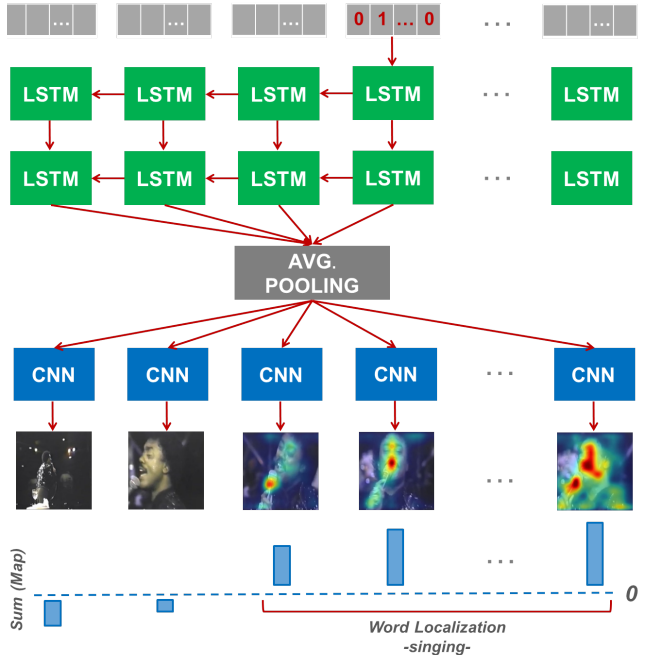 ... ... ... 0 1 ... 0 ... ...
LSTM LSTM LSTM LSTM ... LSTM
LSTM LSTM LSTM LSTM ... LSTM
AVG.
POOLING
CNN CNN CNN CNN ... CNN
...
Sum (Map)
...
0
Word Localization
-singing-